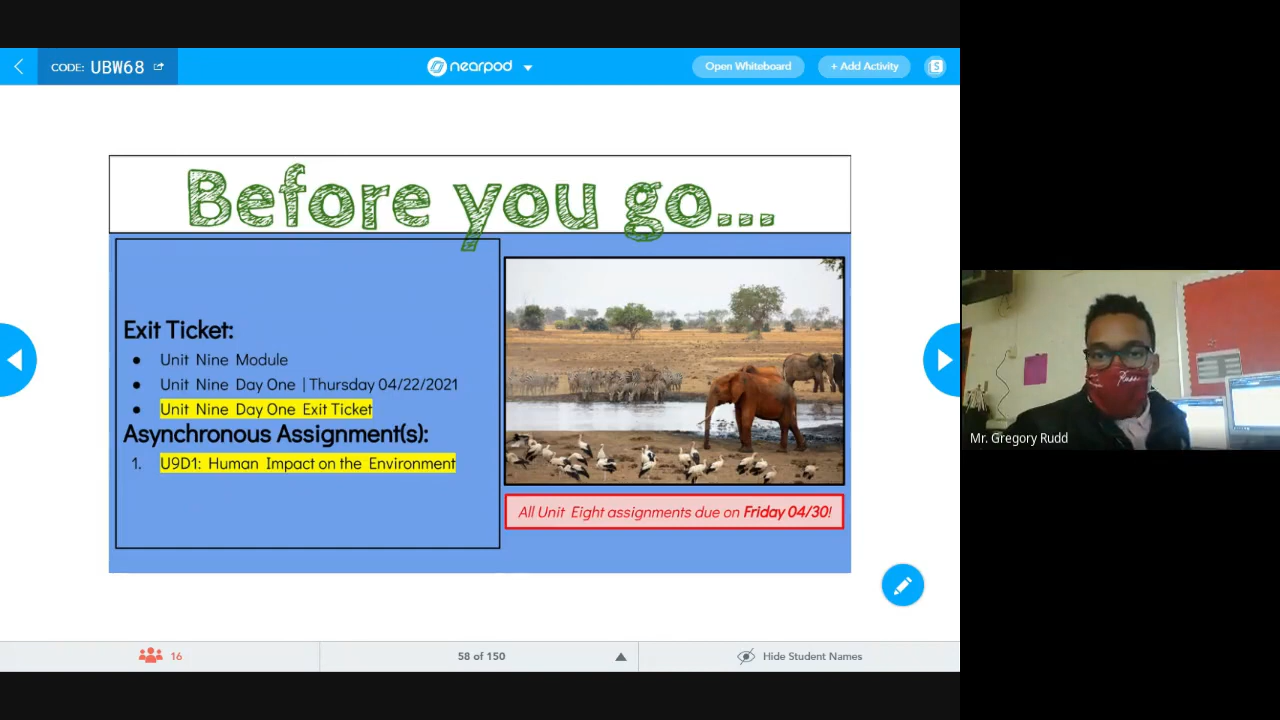 CODE: UBW68
nearpod
Open Whiteboard
+ Add Activity
S
Before you go...
Exit Ticket:
● Unit Nine Module
● Unit Nine Day One | Thursday 04/22/2021
● Unit Nine Day One Exit Ticket
Asynchronous Assignment(s):
1. U9D1: Human Impact on the Environment
All Unit Eight assignments due on Friday 04/30!
Mr. Gregory Rudd
16
58 of 150
Hide Student Names